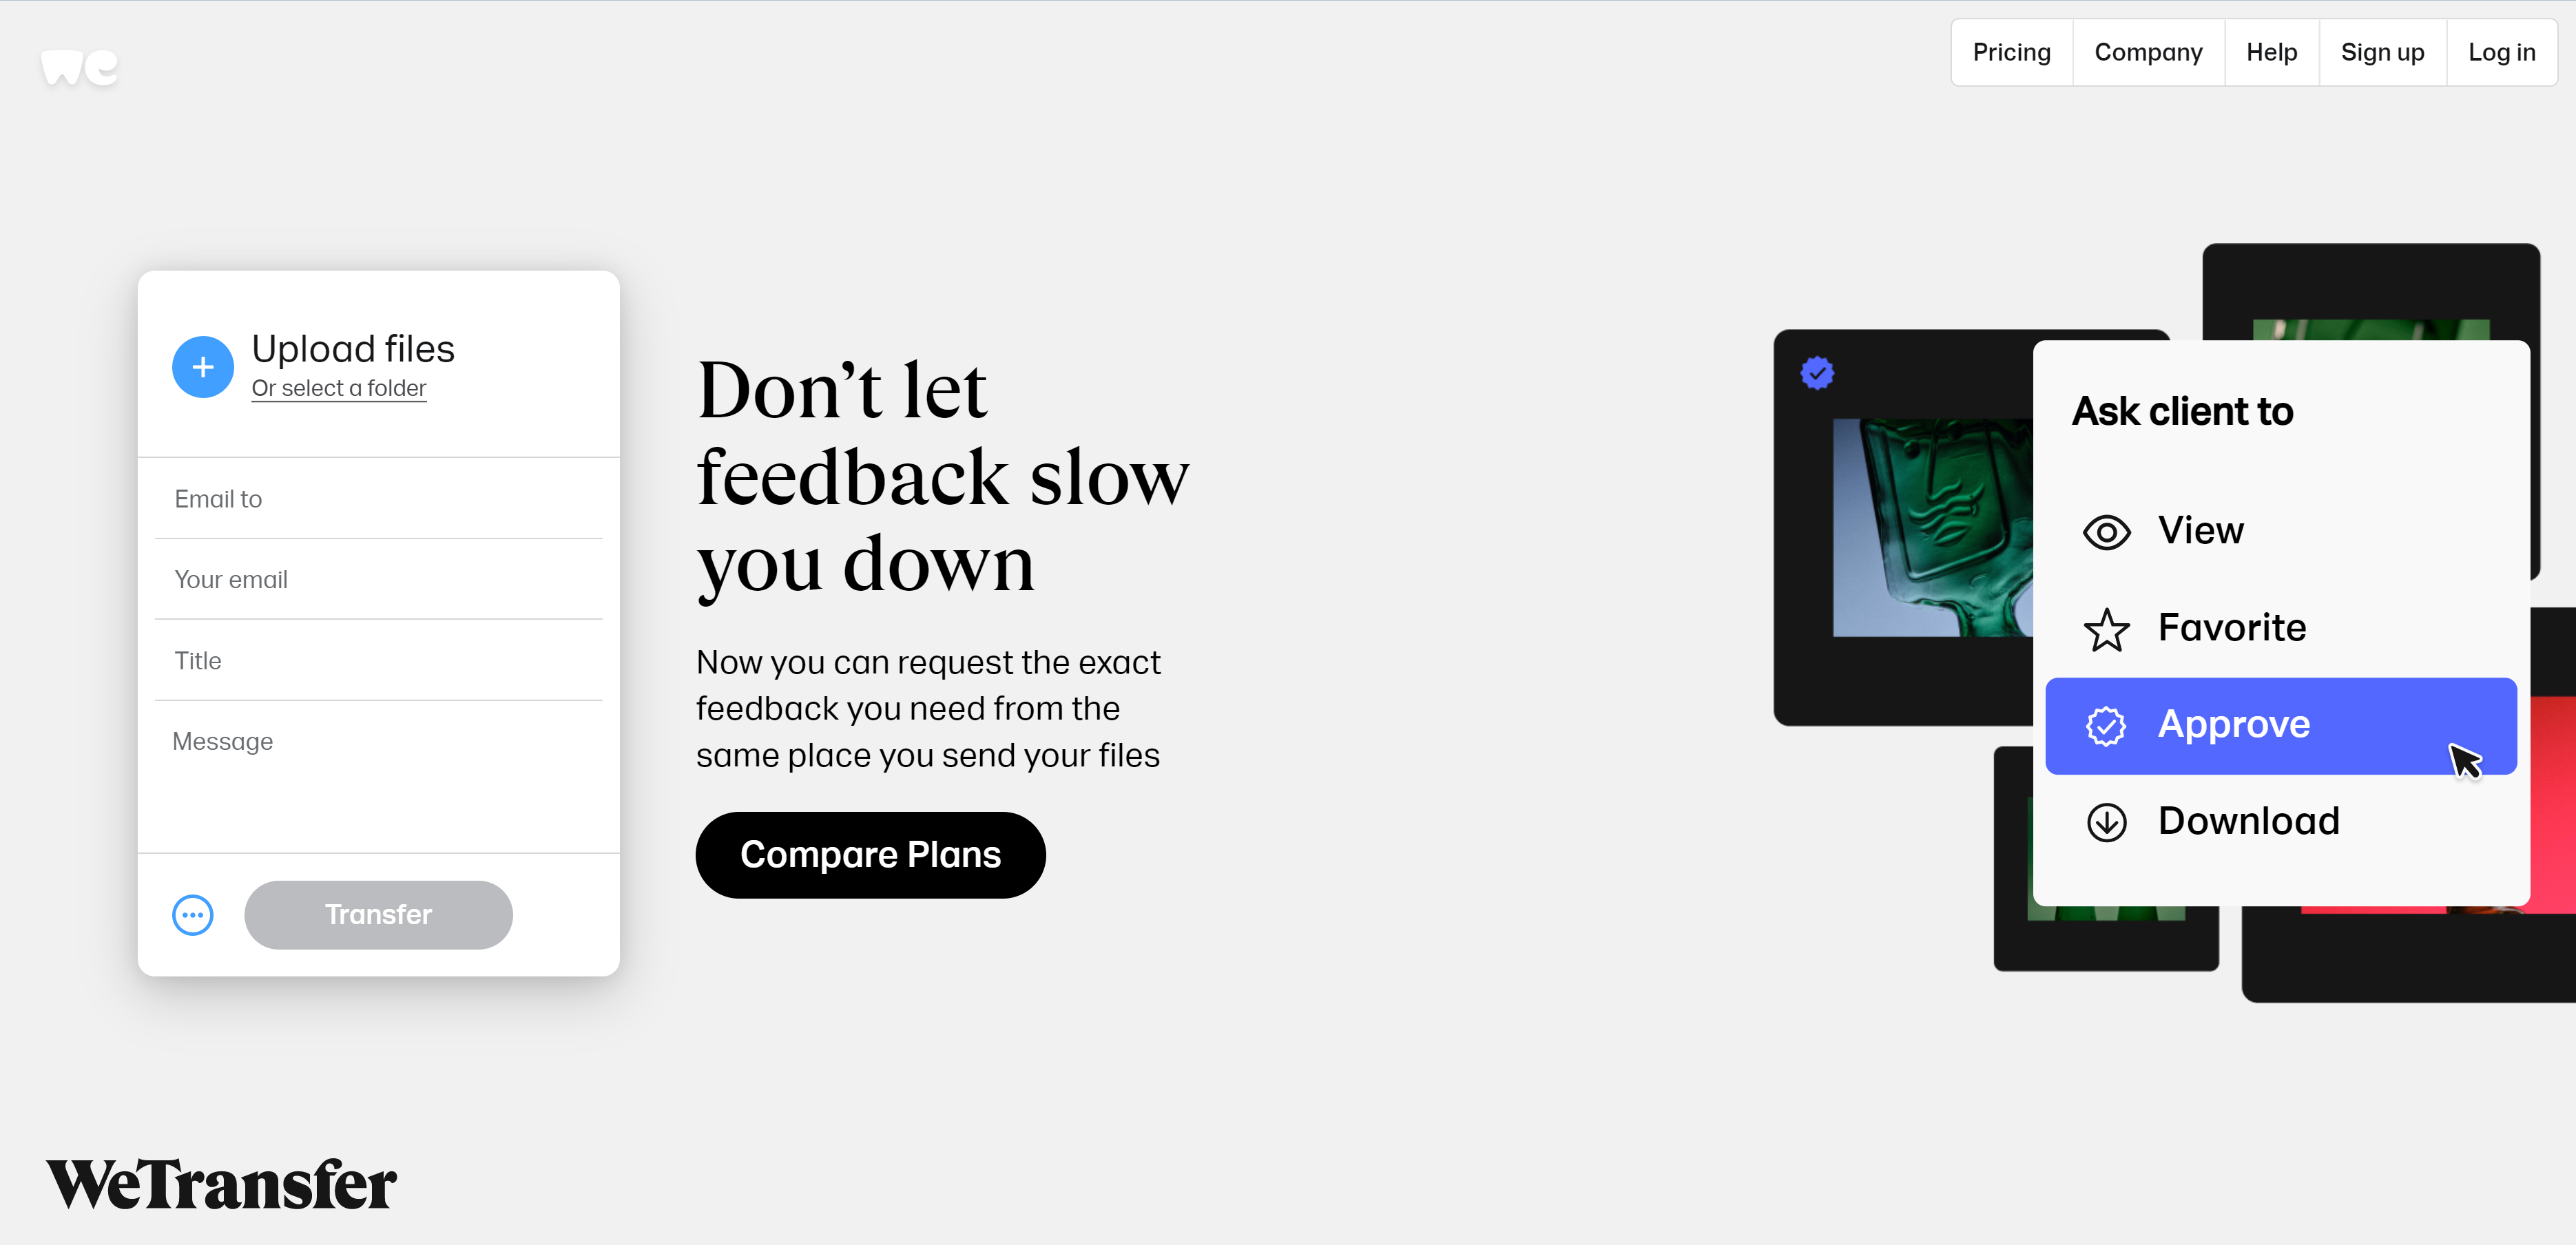 we
Pricing
Company
Help
Sign up
Log in
Upload files
Or select a folder
Email to
Your email
Title
Message
Transfer
Don’t let
feedback slow
you down
Now you can request the exact
feedback you need from the
same place you send your files
Compare Plans
Ask client to
View
Favorite
Approve
Download
WeTransfer